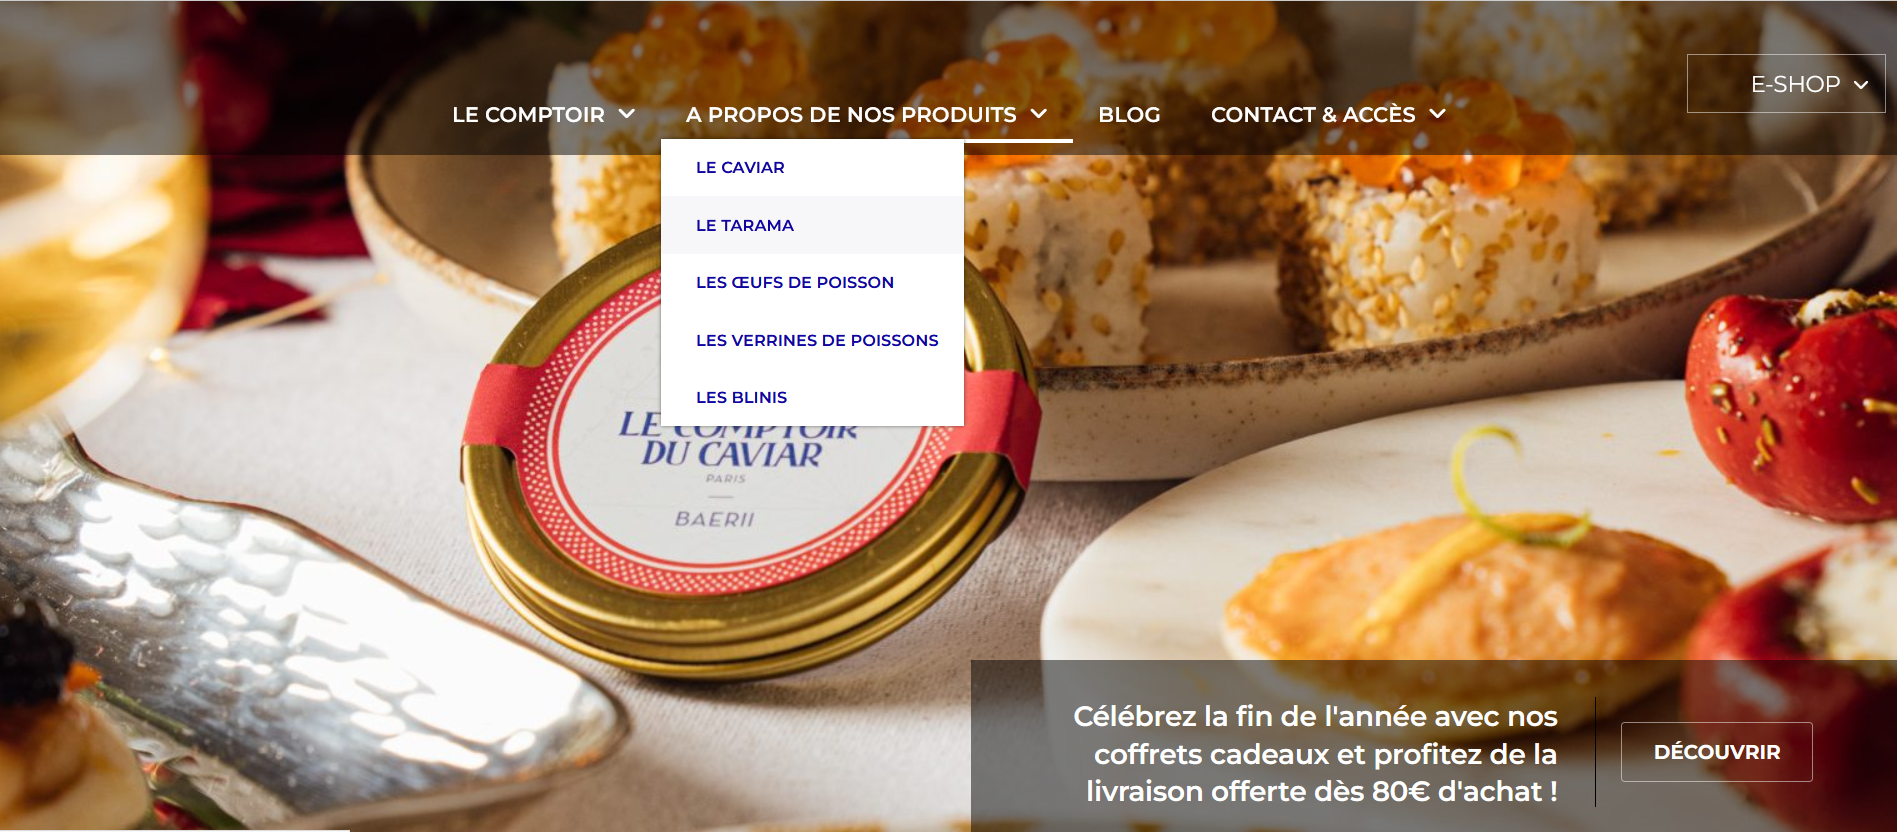 E-SHOP
LE COMPTOIR
A PROPOS DE NOS PRODUITS
BLOG
CONTACT & ACCÈS
LE CAVIAR
LE TARAMA
LES ŒUFS DE POISSON
LES VERRINES DE POISSONS
LES BLINIS
LE COMPTOIR
DU CAVIAR
PARIS
BAERII
Célébrez la fin de l'année avec nos
coffrets cadeaux et profitez de la
livraison offerte dès 80€ d'achat !
DÉCOUVRIR